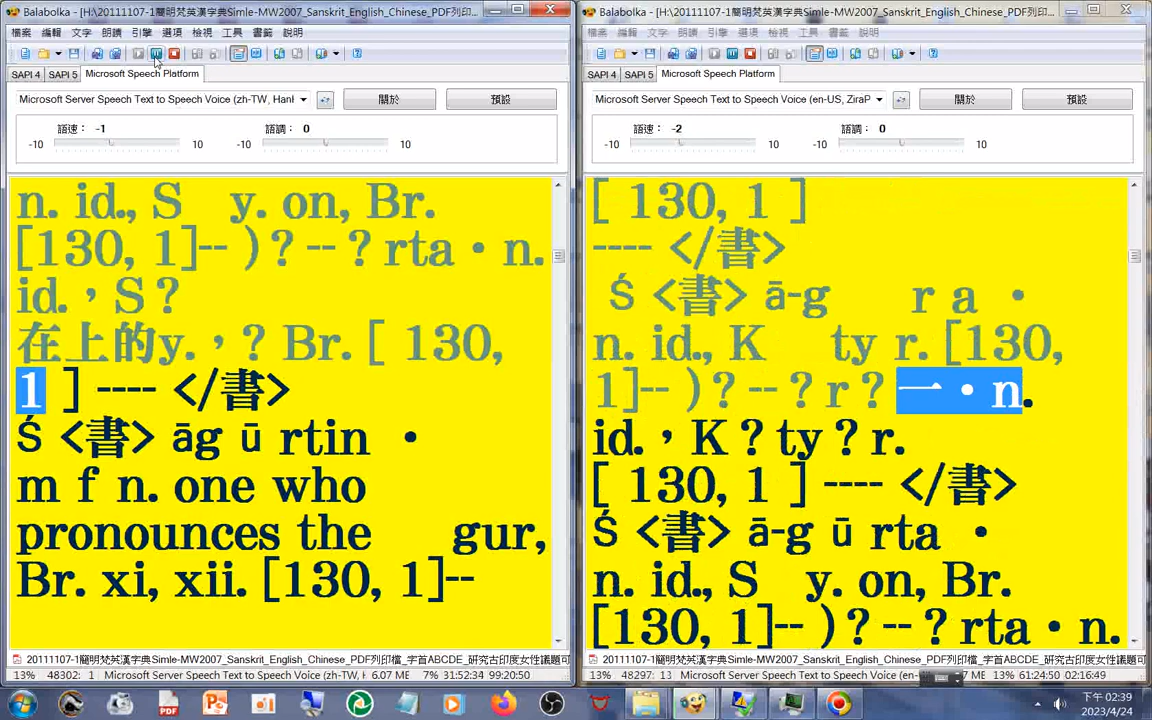 Balabolka - [H:\20111107-1簡明梵英漢字典Simle-MW2007_Sanskrit_English_Chinese_PDF列印...
檔案 編輯 文字 朗讀 引擎 選項 檢視 工具 書籤 說明
SAPI 4 SAPI 5 Microsoft Speech Platform
Microsoft Server Speech Text to Speech Voice (zh-TW, Hanl
關於
預設
語速： -1
語調： 0
-10 10 -10 10
n. id., S y. on, Br.
[130, 1]-- )？--？rta • n.
id.，S？
在上的y.，？Br. [ 130,
1 ] ---- </書>
Ś <書> āg ū rtin •
m f n. one who
pronounces the gur,
Br. xi, xii. [130, 1]--
20111107-1簡明梵英漢字典Simle-MW2007_Sanskrit_English_Chinese_PDF列印檔_字首ABCDE_研究古印度女性議題可
13% 48302: 1 Microsoft Server Speech Text to Speech Voice (zh-TW, H 6.07 ME 7% 31:52:34 99:20:50
Balabolka - [H:\20111107-1簡明梵英漢字典Simle-MW2007_Sanskrit_English_Chinese_PDF列印...
檔案 編輯 文字 朗讀 引擎 選項 檢視 工具 書籤 說明
SAPI 4 SAPI 5 Microsoft Speech Platform
Microsoft Server Speech Text to Speech Voice (en-US, ZiraP
關於
預設
語速： -2
語調： 0
-10 10 -10 10
[ 130, 1 ]
---- </書>
Ś <書> ā-g r a •
n. id., K ty r. [130,
1]-- )？--？r？一 • n.
id.，K？ty？r.
[ 130, 1 ] ---- </書>
Ś <書> ā-g ū rta •
n. id., S y. on, Br.
[130, 1]-- )？--？rta • n.
20111107-1簡明梵英漢字典Simle-MW2007_Sanskrit_English_Chinese_PDF列印檔_字首ABCDE_研究古印度女性議題可
13% 48297: 13 Microsoft Server Speech Text to Speech Voice ME 13% 61:24:50 02:16:49
下午 02:39
2023/4/24